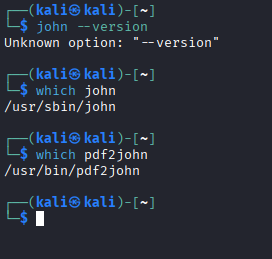 ┌──(kali㉿kali)-[~]
└─$ john --version
Unknown option: "--version"
┌──(kali㉿kali)-[~]
└─$ which john
/usr/sbin/john
┌──(kali㉿kali)-[~]
└─$ which pdf2john
/usr/bin/pdf2john
┌──(kali㉿kali)-[~]
└─$